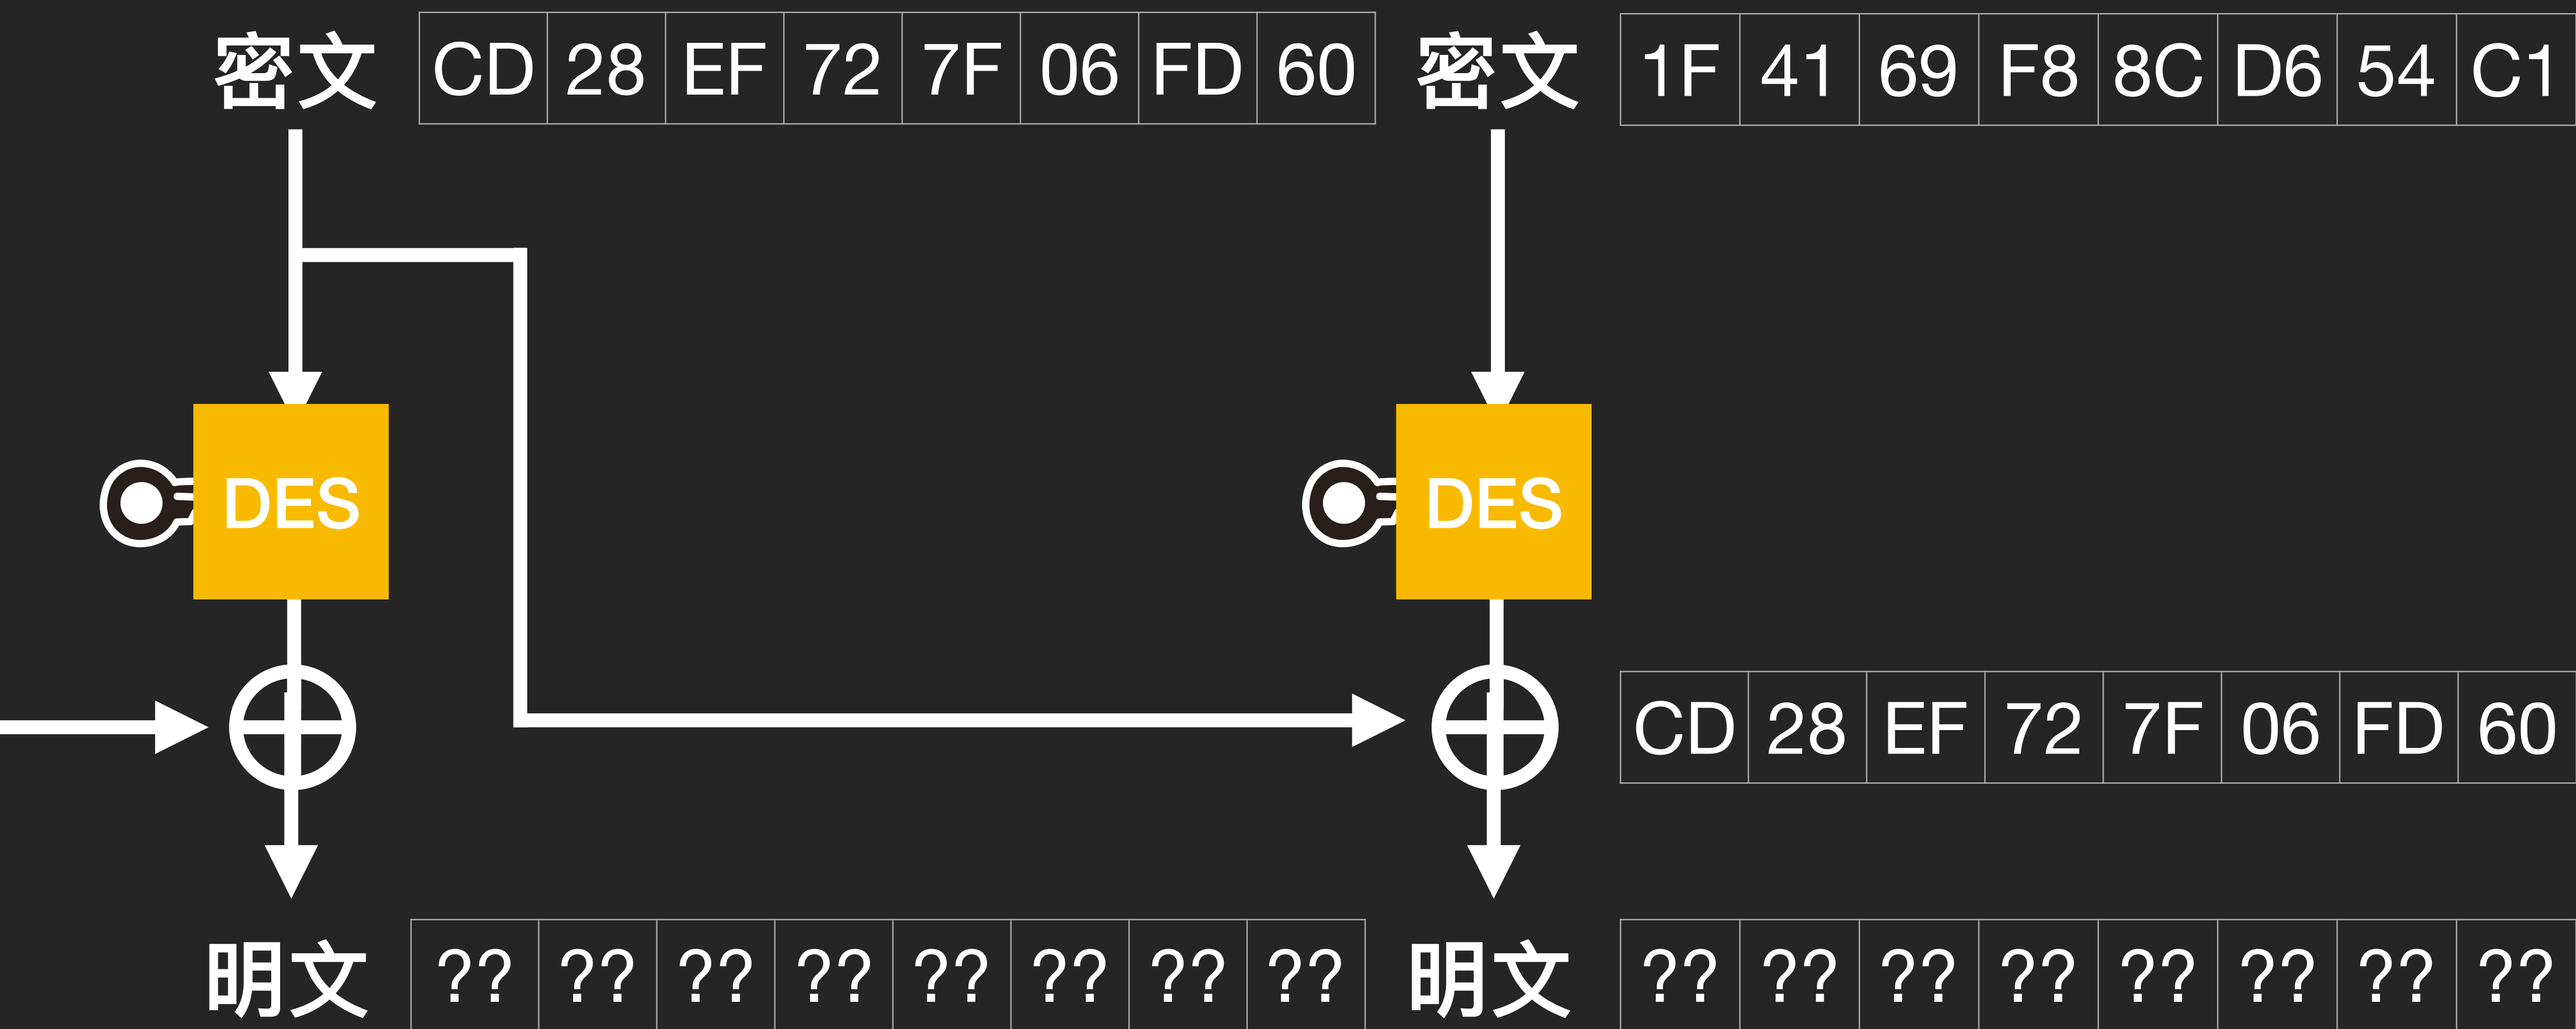 密文 CD 28 EF 72 7F 06 FD 60 密文 1F 41 69 F8 8C D6 54 C1
DES DES
CD 28 EF 72 7F 06 FD 60
明文 ?? ?? ?? ?? ?? ?? ?? ?? 明文 ?? ?? ?? ?? ?? ?? ?? ??